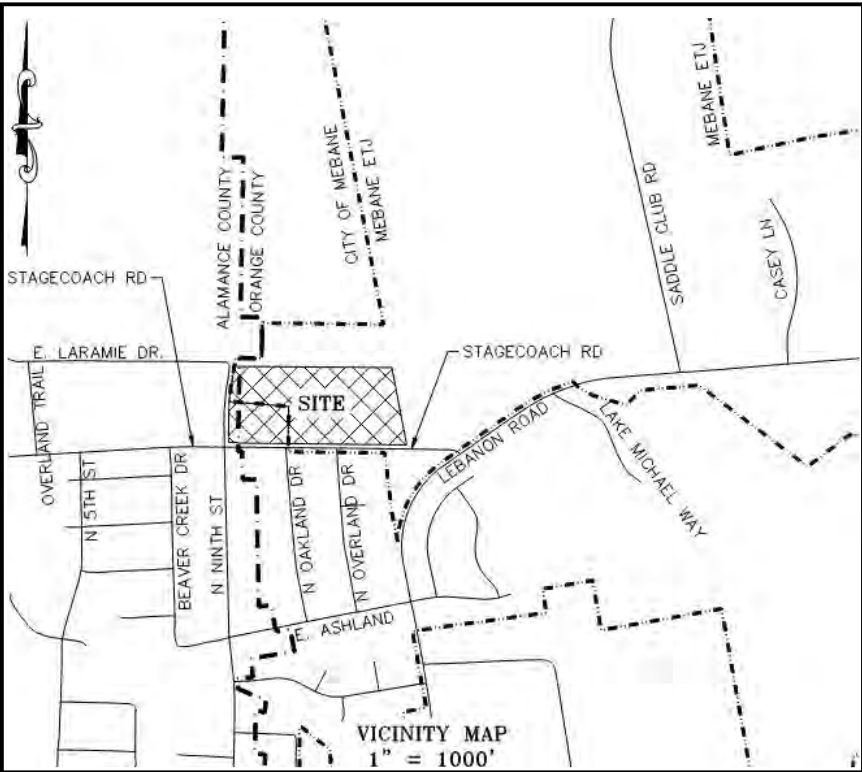 MEBANE ETJ
CITY OF MEBANE
MEBANE ETJ
ALAMANCE COUNTY
ORANGE COUNTY
SADDLE CLUB RD
CASEY LN
STAGECOACH RD
E. LARAMIE DR.
STAGECOACH RD
SITE
OVERLAND TRAIL
LEBANON ROAD
LAKE MICHAEL WAY
N 5TH ST
BEAVER CREEK DR
N NINTH ST
N OAKLAND DR
N OVERLAND DR
E. ASHLAND
VICINITY MAP
1" = 1000'